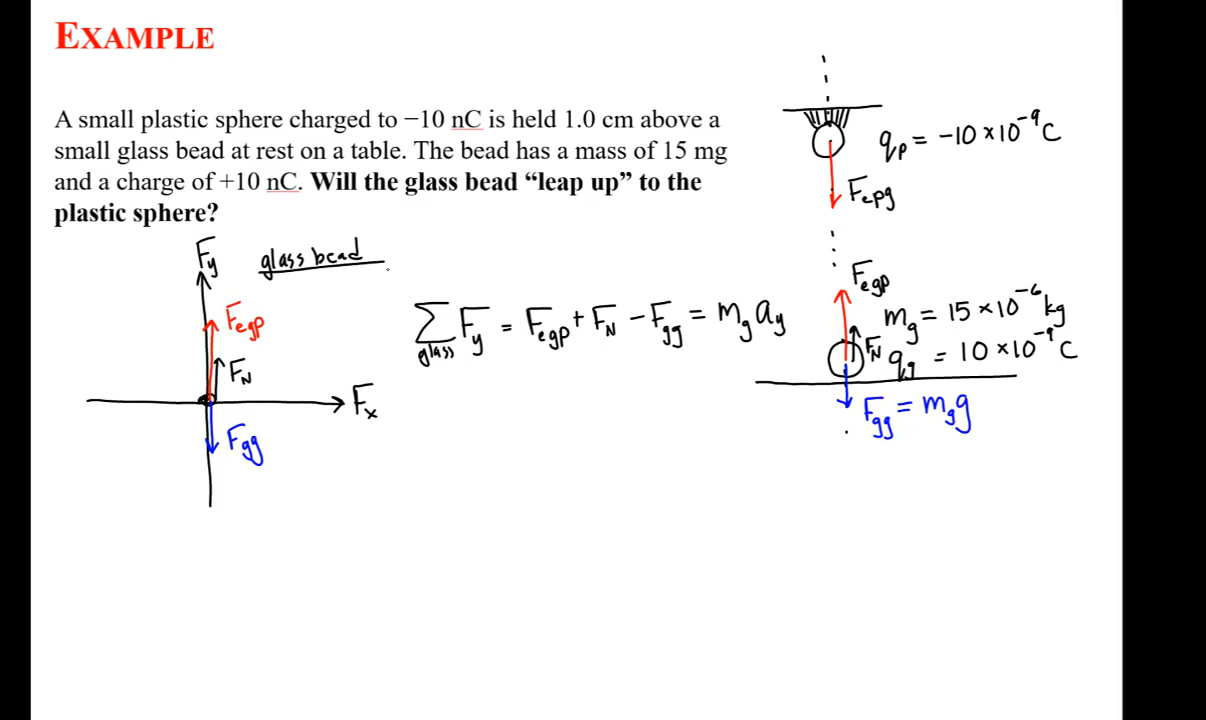 EXAMPLE
A small plastic sphere charged to −10 nC is held 1.0 cm above a
small glass bead at rest on a table. The bead has a mass of 15 mg
and a charge of +10 nC. Will the glass bead “leap up” to the
plastic sphere?
q_p = -10 × 10^-9 C
F_epg
F_y
glass bead
F_egp
F_N
F_x
F_gg
∑ F_y = F_egp + F_N - F_gg = m_g a_y
glass
F_egp
m_g = 15 × 10^-6 kg
F_N
q_g = 10 × 10^-9 C
F_gg = m_g g